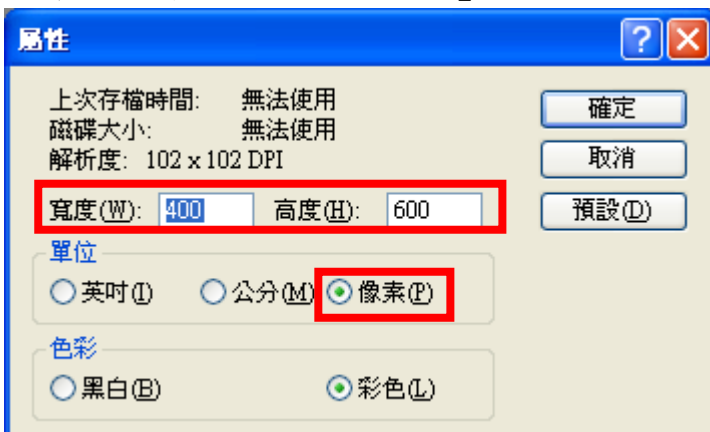 屬性
上次存檔時間: 無法使用
磁碟大小: 無法使用
解析度: 102 x 102 DPI
寬度(W): 400 高度(H): 600
單位
英吋(I) 公分(M) 像素(P)
色彩
黑白(B) 彩色(L)
確定
取消
預設(D)